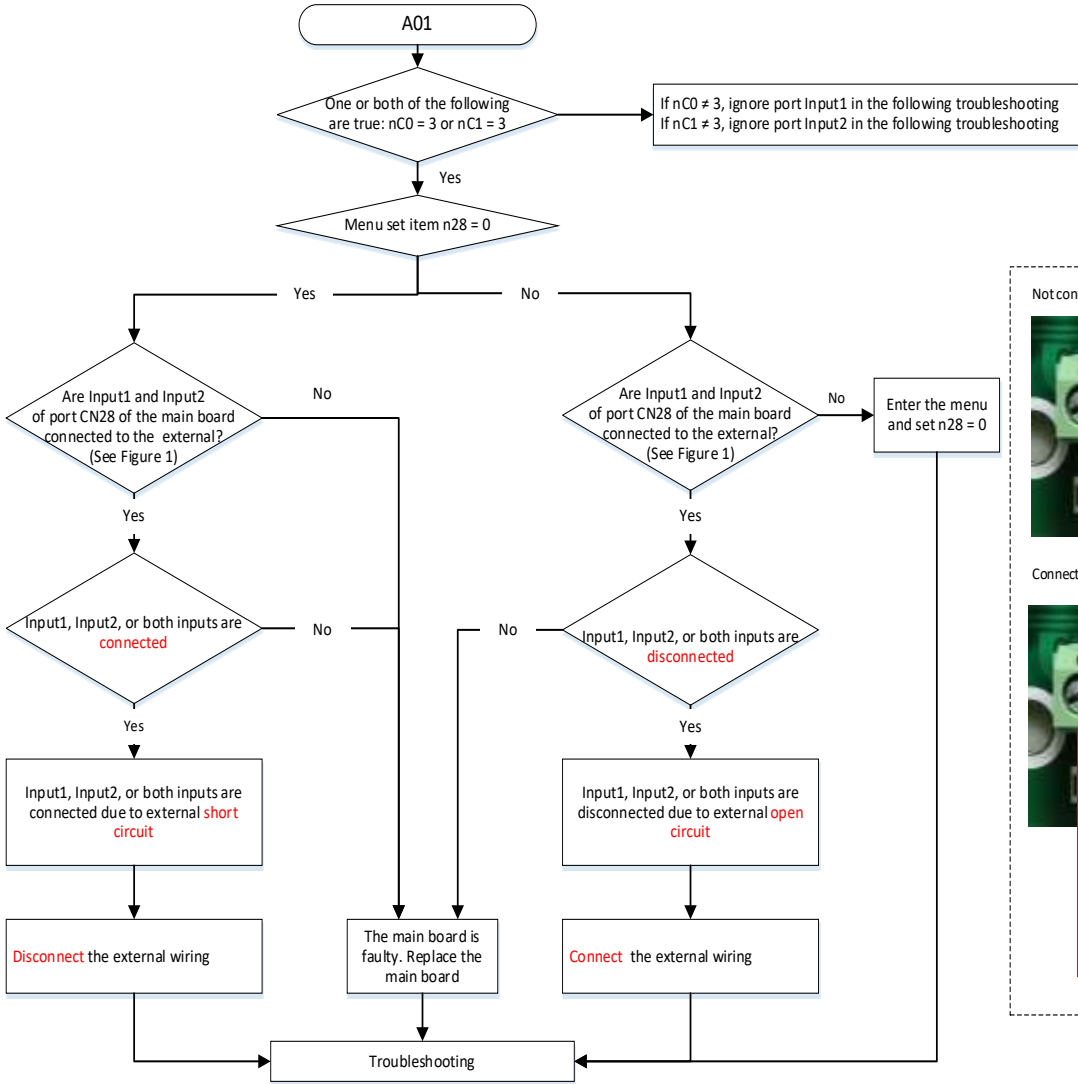 A01
One or both of the following
are true: nC0 = 3 or nC1 = 3
If nC0 ≠ 3, ignore port Input1 in the following troubleshooting
If nC1 ≠ 3, ignore port Input2 in the following troubleshooting
Yes
Menu set item n28 = 0
Yes
No
Not con
Are Input1 and Input2
of port CN28 of the main board
connected to the external?
(See Figure 1)
No
Are Input1 and Input2
of port CN28 of the main board
connected to the external?
(See Figure 1)
No
Enter the menu
and set n28 = 0
Yes
Yes
Connect
Input1, Input2, or both inputs are
connected
No
No
Input1, Input2, or both inputs are
disconnected
Yes
Yes
Input1, Input2, or both inputs are
connected due to external short
circuit
Input1, Input2, or both inputs are
disconnected due to external open
circuit
Disconnect the external wiring
The main board is
faulty. Replace the
main board
Connect the external wiring
Troubleshooting